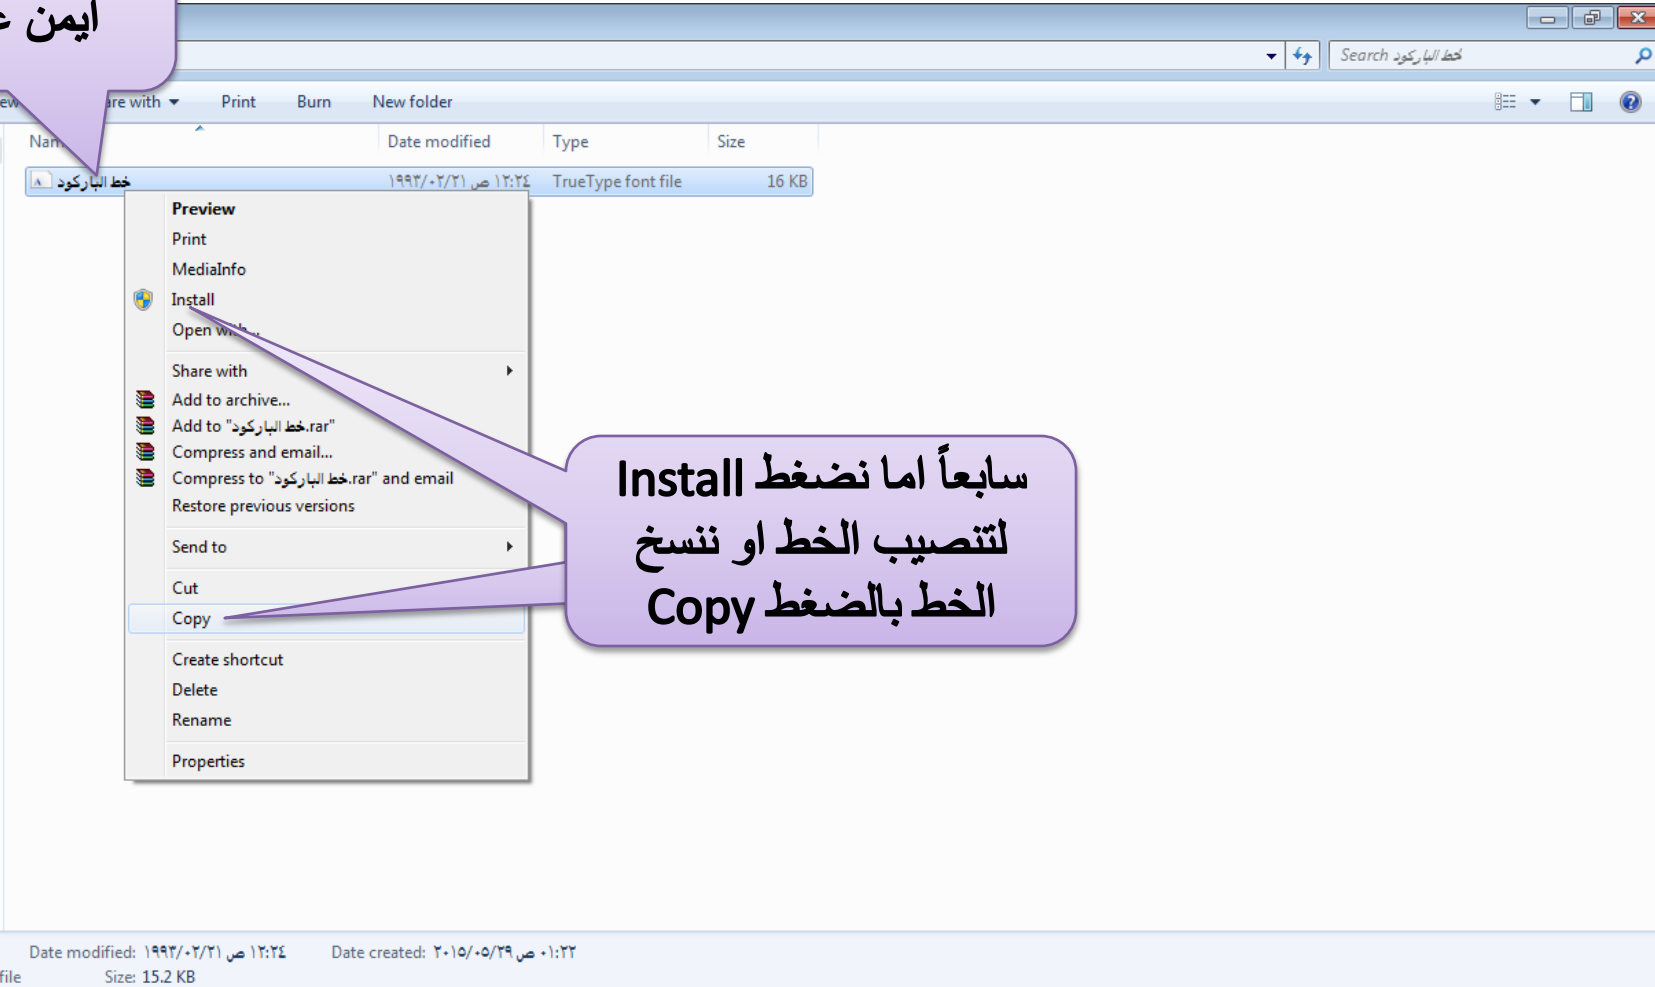 ايمن
Search خط الباركود
Print Burn New folder
are with
Date modified Type Size
خط الباركود ١٩٩٣/٠٢/٢١ ص ١٢:٢٤ TrueType font file 16 KB
Preview
Print
MediaInfo
Install
Open with...
Share with
Add to archive...
Add to "خط الباركود.rar"
Compress and email...
Compress to "خط الباركود.rar" and email
Restore previous versions
Send to
Cut
Copy
Create shortcut
Delete
Rename
Properties
سابعاً اما نضغط Install
لتنصيب الخط او ننسخ
الخط بالضغط Copy
Date modified: ١٩٩٣/٠٢/٢١ ص ١٢:٢٤ Date created: ٢٠١٥/٠٥/٢٩ ص ٠١:٢٢
file Size: 15.2 KB